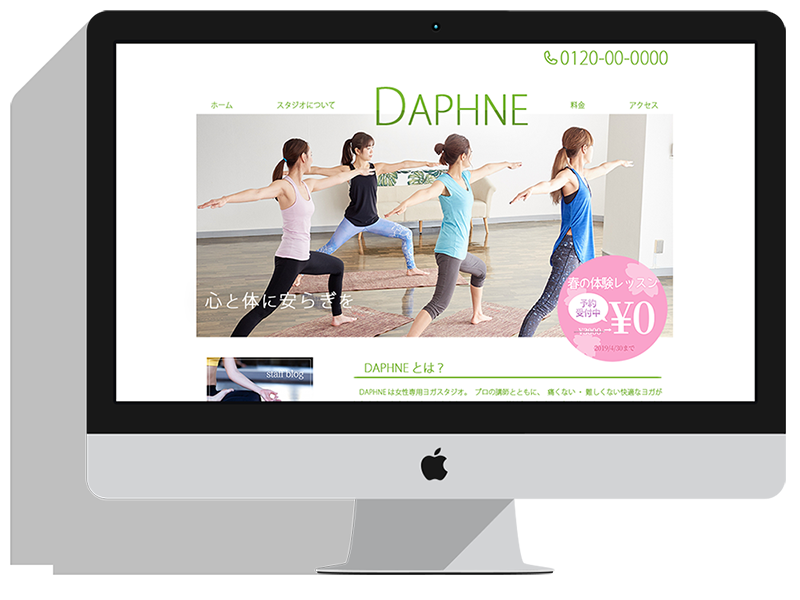 0120-00-0000
ホーム
スタジオについて
DAPHNE
料金
アクセス
心と体に安らぎを
春の体験レッスン
予約
受付中
→¥0
2019/4/30まで
staff blog
DAPHNE とは？
DAPHNE は女性専用ヨガスタジオ。 プロの講師とともに、 痛くない ・ 難しくない快適なヨガが